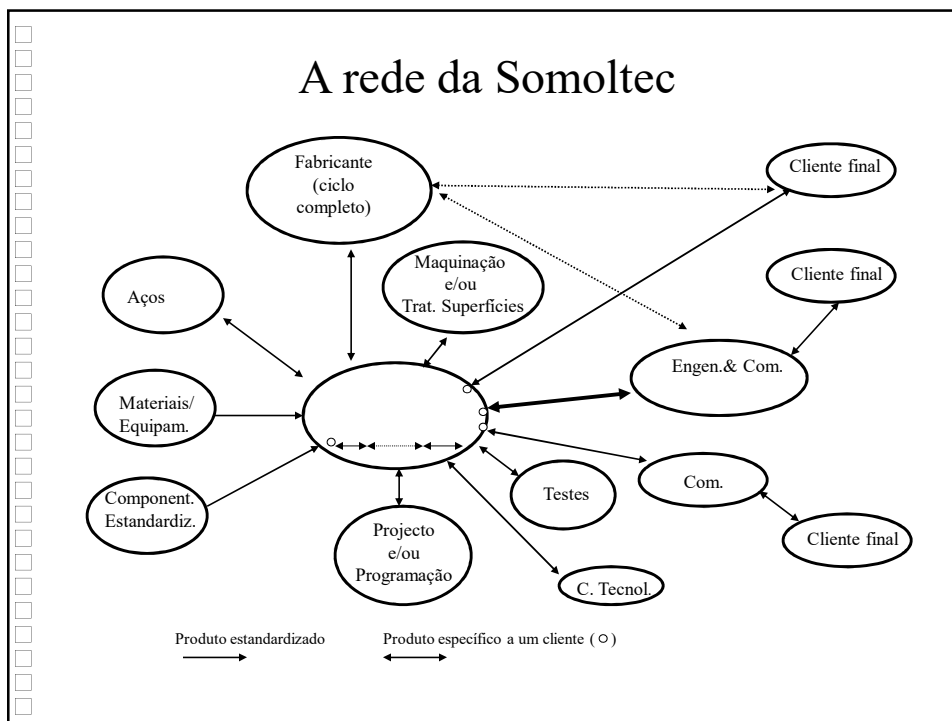 A rede da Somoltec
Fabricante
(ciclo
completo)
Cliente final
Maquinação
e/ou
Trat. Superfícies
Cliente final
Aços
Engen.& Com.
Materiais/
Equipam.
Component.
Estandardiz.
Testes
Com.
Projecto
e/ou
Programação
Cliente final
C. Tecnol.
Produto estandardizado
Produto específico a um cliente ( )